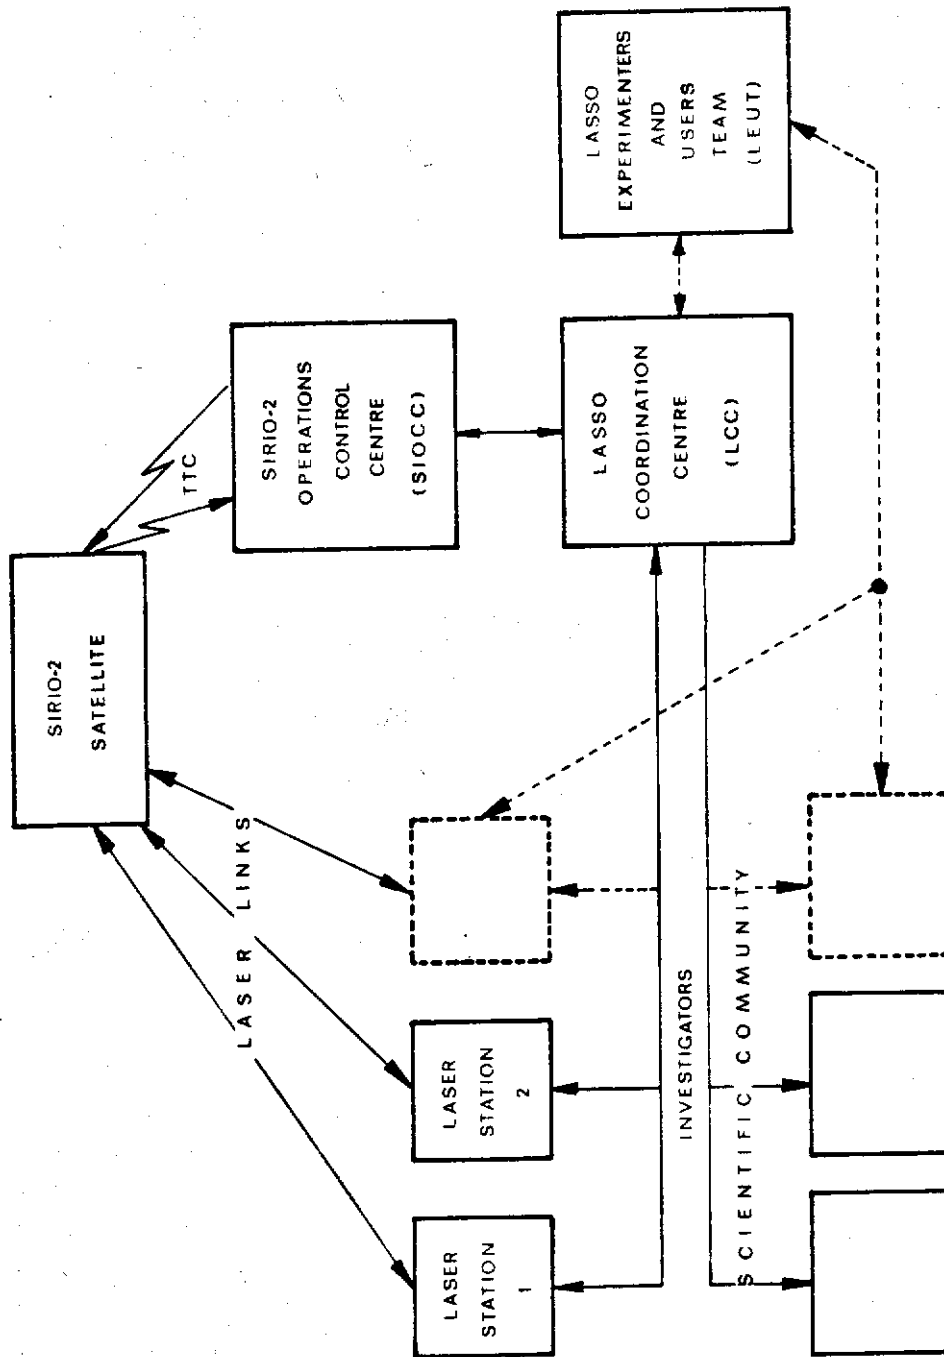 SIRIO-2
SATELLITE
TTC
SIRIO-2
OPERATIONS
CONTROL
CENTRE
(SIOCC)
LASER LINKS
LASER
STATION
1
LASER
STATION
2
LASSO
COORDINATION
CENTRE
(LCC)
LASSO
EXPERIMENTERS
AND
USERS
TEAM
(LEUT)
INVESTIGATORS
SCIENTIFIC COMMUNITY